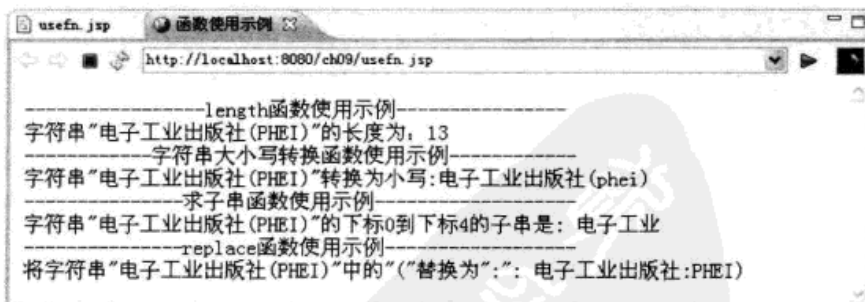 usefn.jsp 函数使用示例
http://localhost:8080/ch09/usefn.jsp
-----------------length函数使用示例----------------
字符串"电子工业出版社(PHEI)"的长度为：13
------------字符串大小写转换函数使用示例------------
字符串"电子工业出版社(PHEI)"转换为小写:电子工业出版社(phei)
---------------求子串函数使用示例-------------------
字符串"电子工业出版社(PHEI)"的下标0到下标4的子串是: 电子工业
---------------replace函数使用示例------------------
将字符串"电子工业出版社(PHEI)"中的"("替换为":": 电子工业出版社:PHEI)